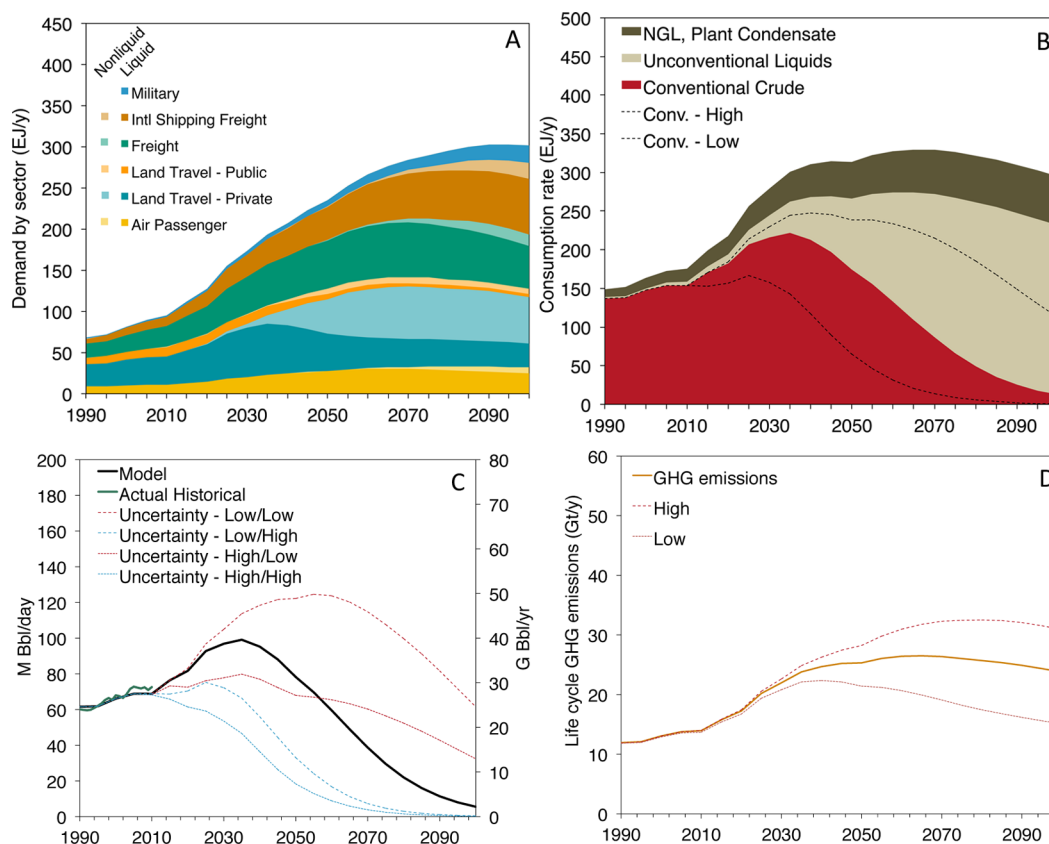 A
Demand by sector (EJ/y)
450
400
350
300
250
200
150
100
50
0
Nonliquid
Liquid
Military
Intl Shipping Freight
Freight
Land Travel - Public
Land Travel - Private
Air Passenger
1990
2010
2030
2050
2070
2090
B
Consumption rate (EJ/y)
500
450
400
350
300
250
200
150
100
50
0
NGL, Plant Condensate
Unconventional Liquids
Conventional Crude
Conv. - High
Conv. - Low
1990
2010
2030
2050
2070
2090
C
M Bbl/day
200
180
160
140
120
100
80
60
40
20
0
Model
Actual Historical
Uncertainty - Low/Low
Uncertainty - Low/High
Uncertainty - High/Low
Uncertainty - High/High
80
70
60
50
40
30
20
10
0
G Bbl/yr
1990
2010
2030
2050
2070
2090
D
Life cycle GHG emissions (Gt/y)
60
50
40
30
20
10
0
GHG emissions
High
Low
1990
2010
2030
2050
2070
2090